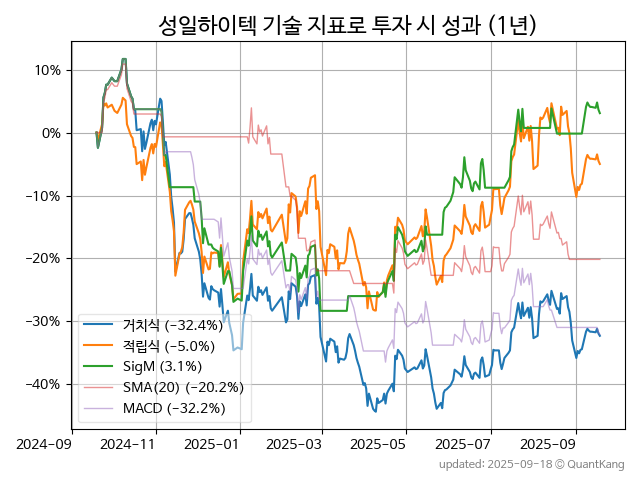 성일하이텍 기술 지표로 투자 시 성과 (1년)
10%
0%
−10%
−20%
−30%
−40%
거치식 (−32.4%)
적립식 (−5.0%)
SigM (3.1%)
SMA(20) (−20.2%)
MACD (−32.2%)
2024-09
2024-11
2025-01
2025-03
2025-05
2025-07
2025-09
updated: 2025-09-18 © QuantKang